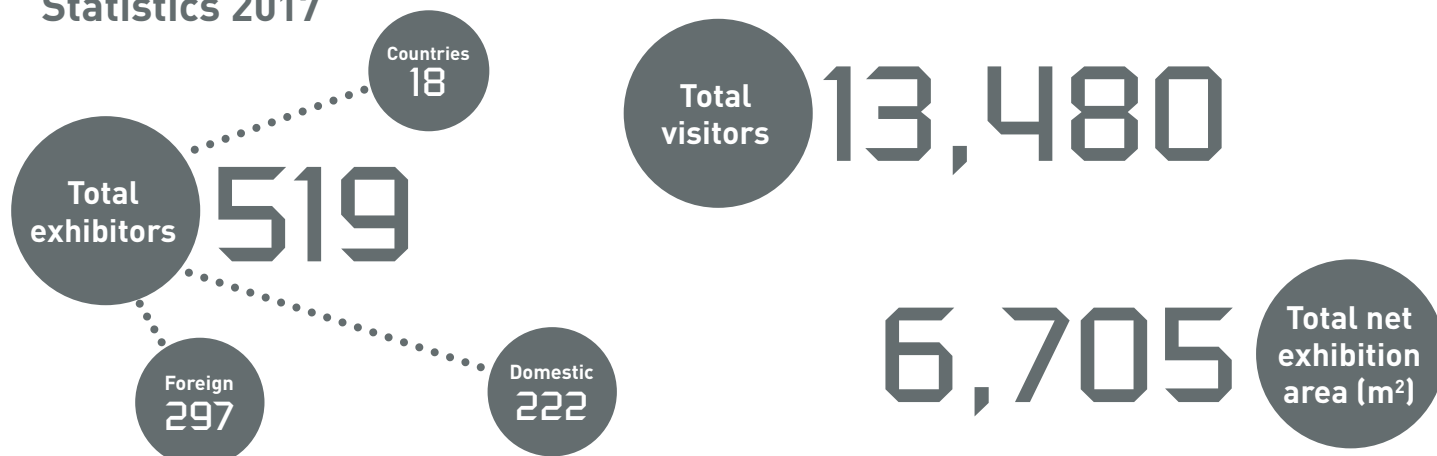 Statistics 2017
Countries
18
Total
exhibitors
519
Foreign
297
Domestic
222
Total
visitors
13,480
6,705
Total net
exhibition
area (m²)